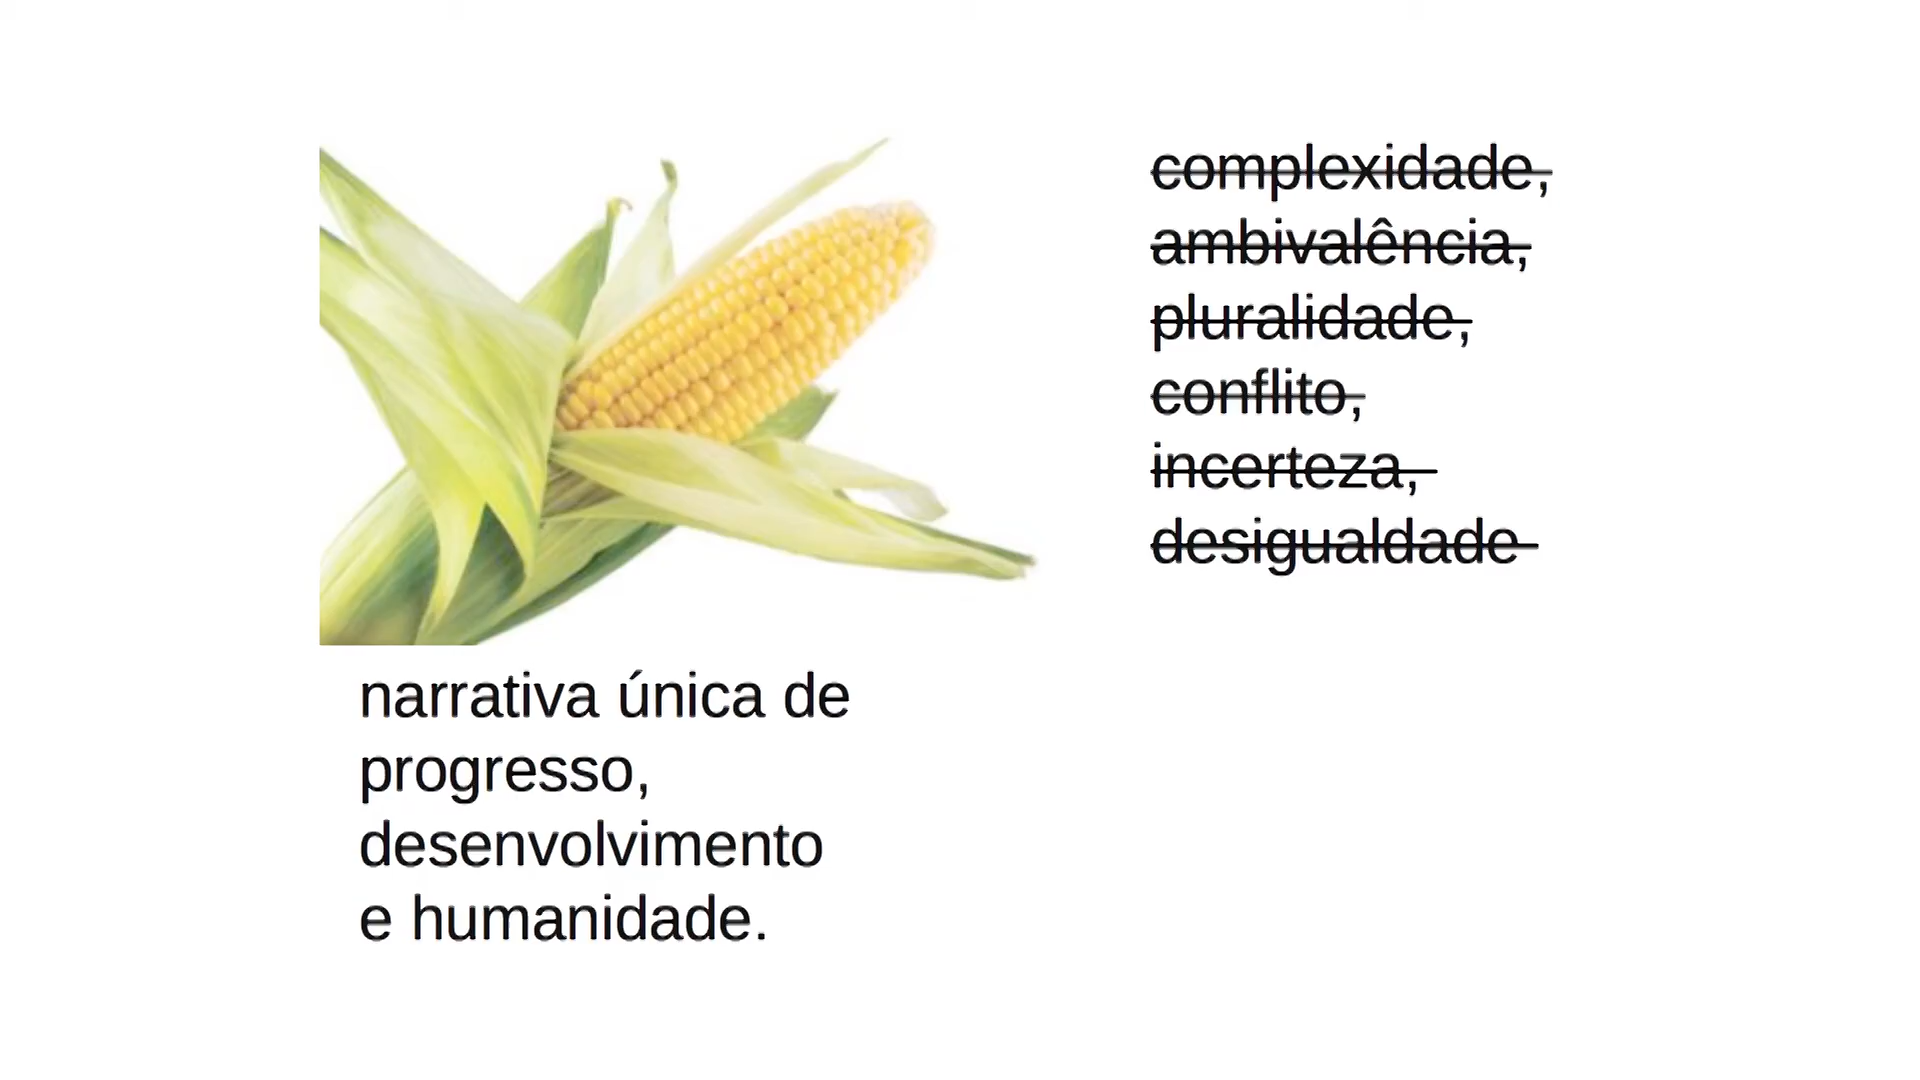 complexidade,
ambivalência,
pluralidade,
conflito,
incerteza,
desigualdade
narrativa única de
progresso,
desenvolvimento
e humanidade.